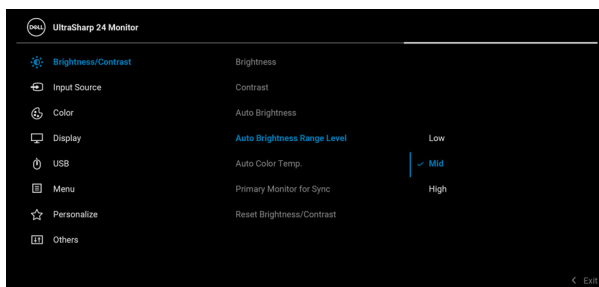 DELL UltraSharp 24 Monitor
Brightness/Contrast Brightness
Input Source Contrast
Color Auto Brightness
Display Auto Brightness Range Level Low
USB Auto Color Temp. Mid
Menu Primary Monitor for Sync High
Personalize Reset Brightness/Contrast
Others
Exit